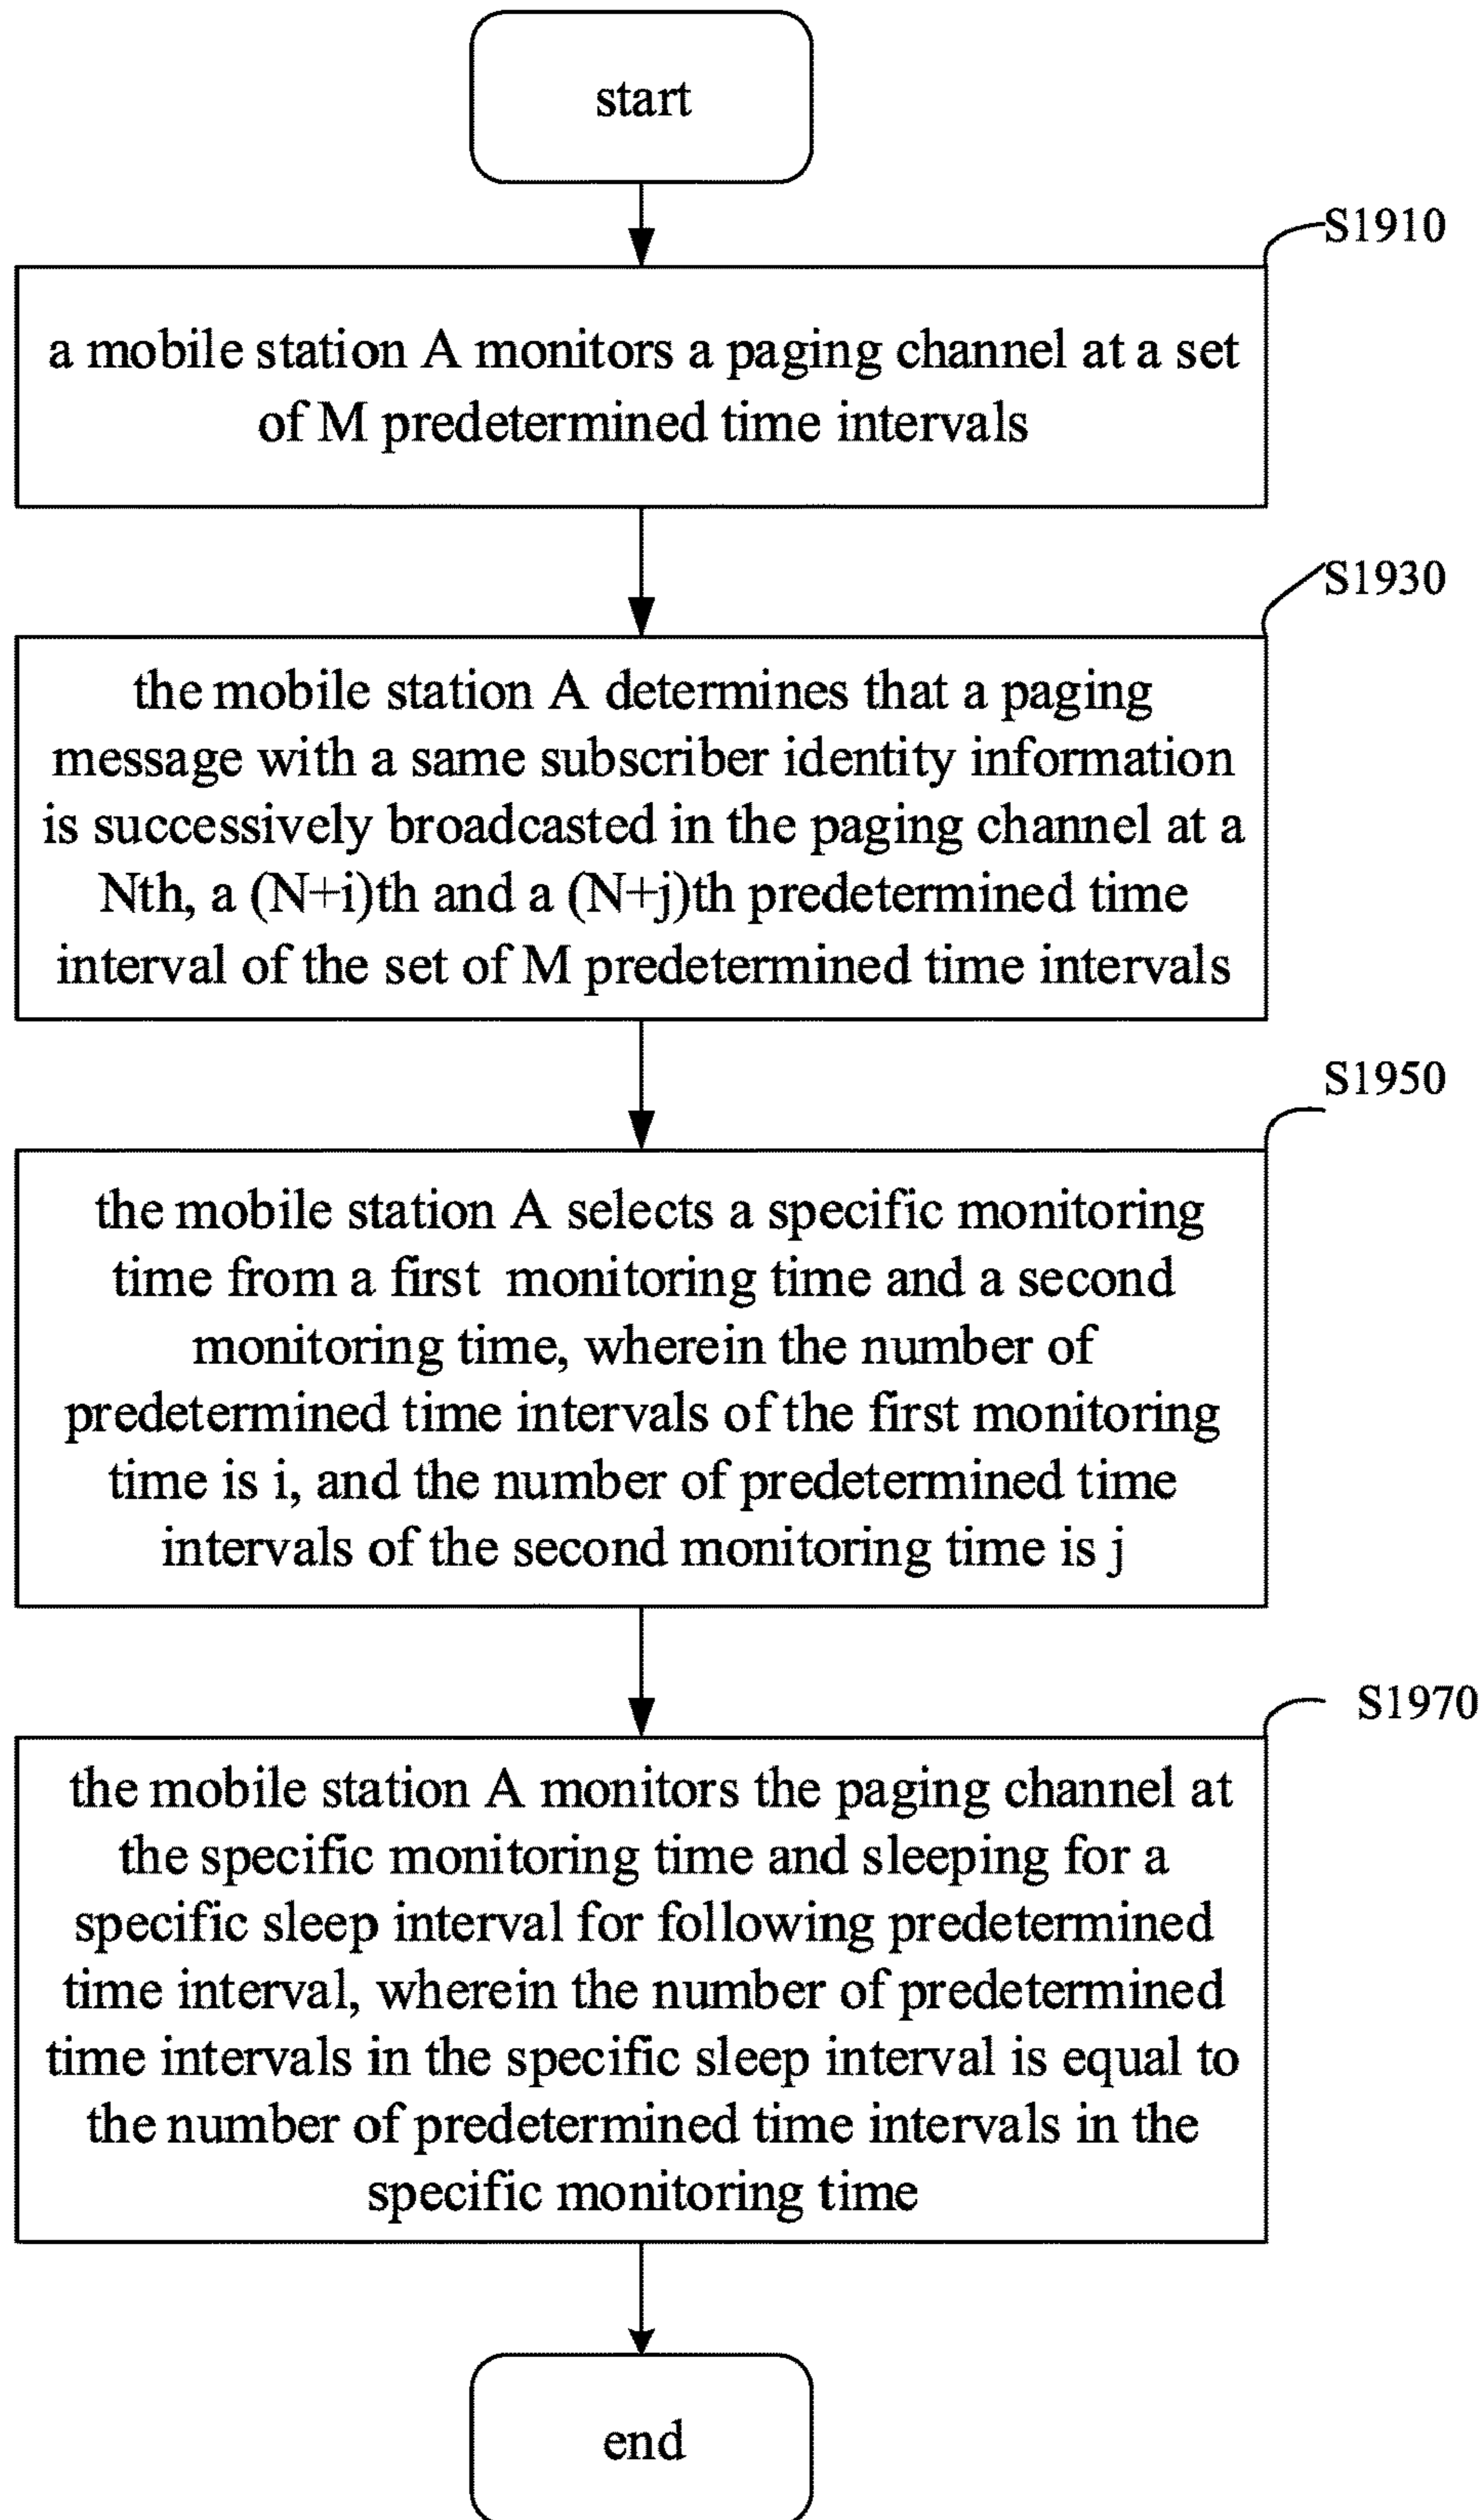 start
S1910
a mobile station A monitors a paging channel at a set
of M predetermined time intervals
S1930
the mobile station A determines that a paging
message with a same subscriber identity information
is successively broadcasted in the paging channel at a
Nth, a (N+i)th and a (N+j)th predetermined time
interval of the set of M predetermined time intervals
S1950
the mobile station A selects a specific monitoring
time from a first monitoring time and a second
monitoring time, wherein the number of
predetermined time intervals of the first monitoring
time is i, and the number of predetermined time
intervals of the second monitoring time is j
S1970
the mobile station A monitors the paging channel at
the specific monitoring time and sleeping for a
specific sleep interval for following predetermined
time interval, wherein the number of predetermined
time intervals in the specific sleep interval is equal to
the number of predetermined time intervals in the
specific monitoring time
end